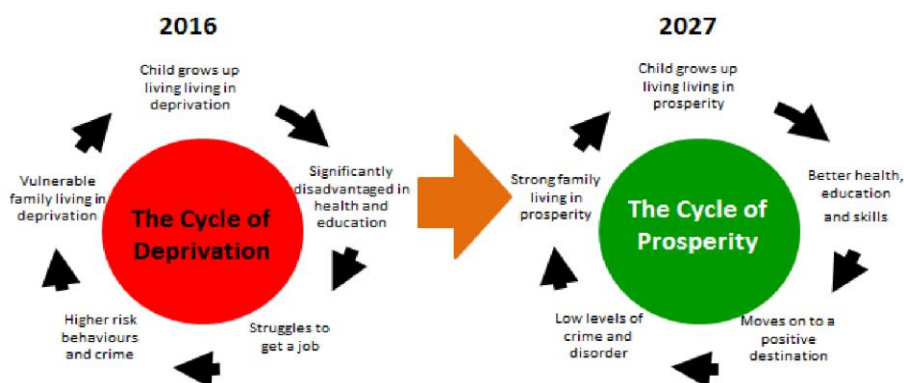 2016
Child grows up
living living in
deprivation
Significantly
disadvantaged in
health and
education
Struggles to
get a job
Higher risk
behaviours
and crime
Vulnerable
family living in
deprivation
The Cycle of
Deprivation
2027
Child grows up
living living in
prosperity
Better health,
education
and skills
Moves on to a
positive
destination
Low levels of
crime and
disorder
Strong family
living in
prosperity
The Cycle of
Prosperity